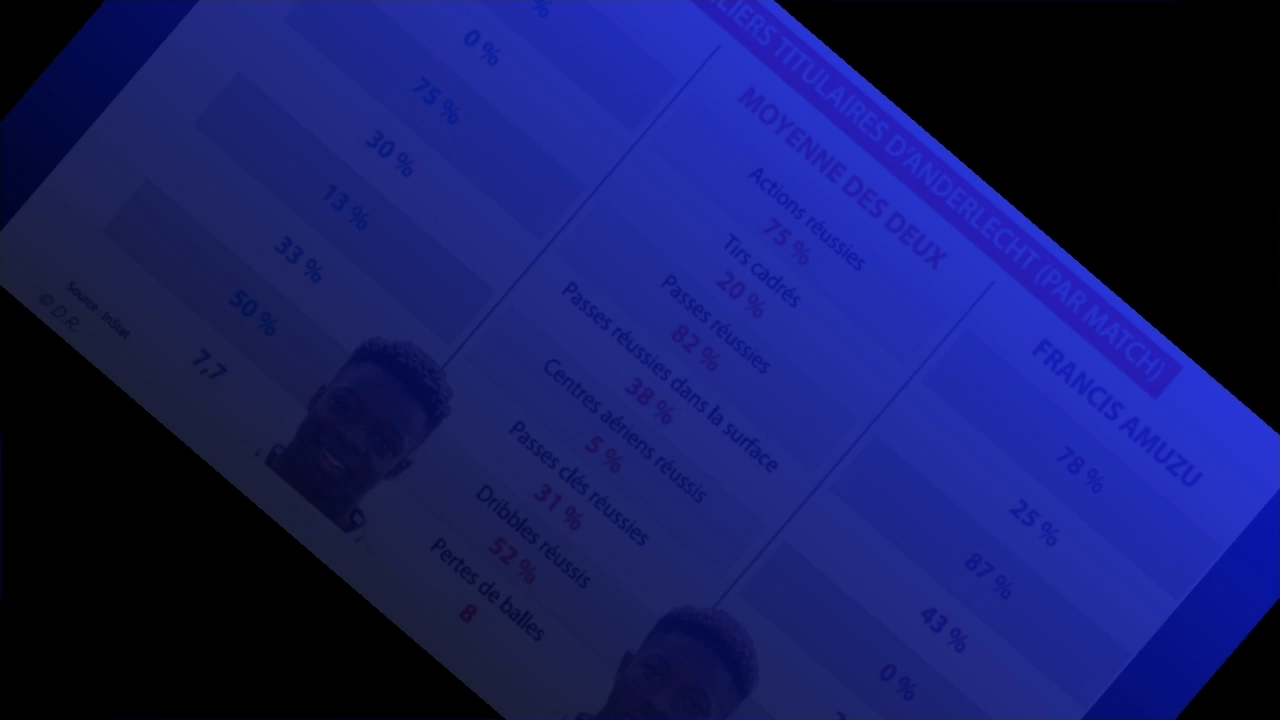 LIERS TITULAIRES D'ANDERLECHT (PAR MATCH)
MOYENNE DES DEUX
FRANCIS AMUZU
%
Actions réussies
75 %
78 %
0 %
Tirs cadrés
20 %
25 %
75 %
Passes réussies
82 %
87 %
30 %
Passes réussies dans la surface
38 %
43 %
13 %
Centres aériens réussis
5 %
0 %
33 %
Passes clés réussies
31 %
50 %
Dribbles réussis
52 %
7,7
Pertes de balles
8
Source : InStat
© D.R.